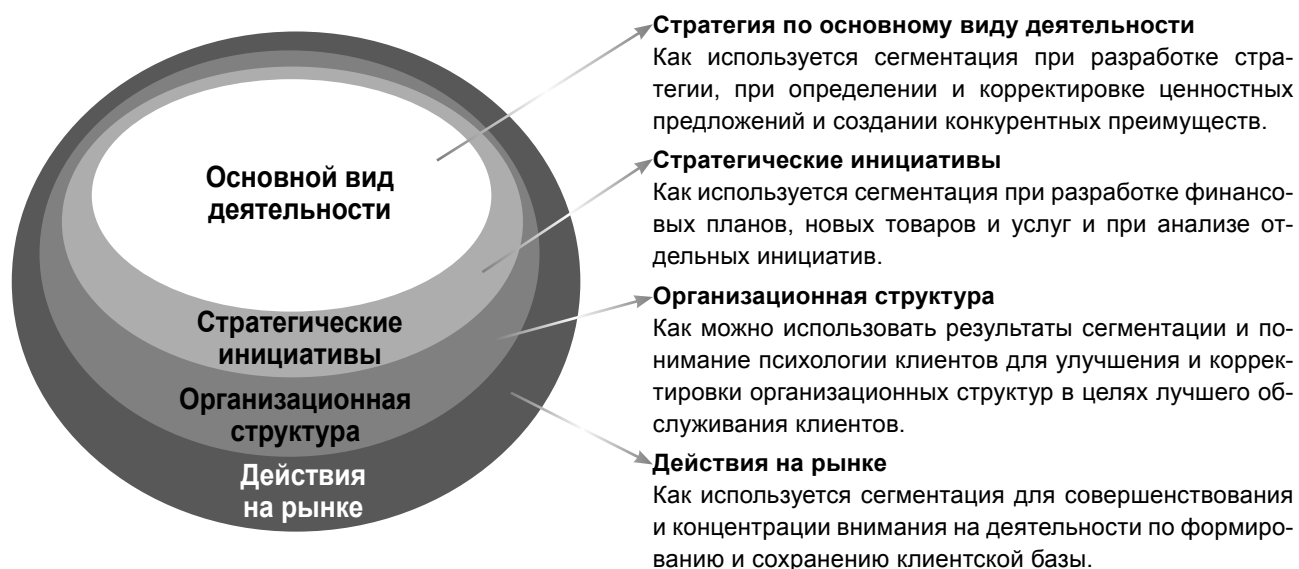 Основной вид
деятельности
Стратегические
инициативы
Организационная
структура
Действия
на рынке
Стратегия по основному виду деятельности
Как используется сегментация при разработке стра-
тегии, при определении и корректировке ценностных
предложений и создании конкурентных преимуществ.
Стратегические инициативы
Как используется сегментация при разработке финансо-
вых планов, новых товаров и услуг и при анализе от-
дельных инициатив.
Организационная структура
Как можно использовать результаты сегментации и по-
нимание психологии клиентов для улучшения и коррек-
тировки организационных структур в целях лучшего об-
служивания клиентов.
Действия на рынке
Как используется сегментация для совершенствования
и концентрации внимания на деятельности по формиро-
ванию и сохранению клиентской базы.